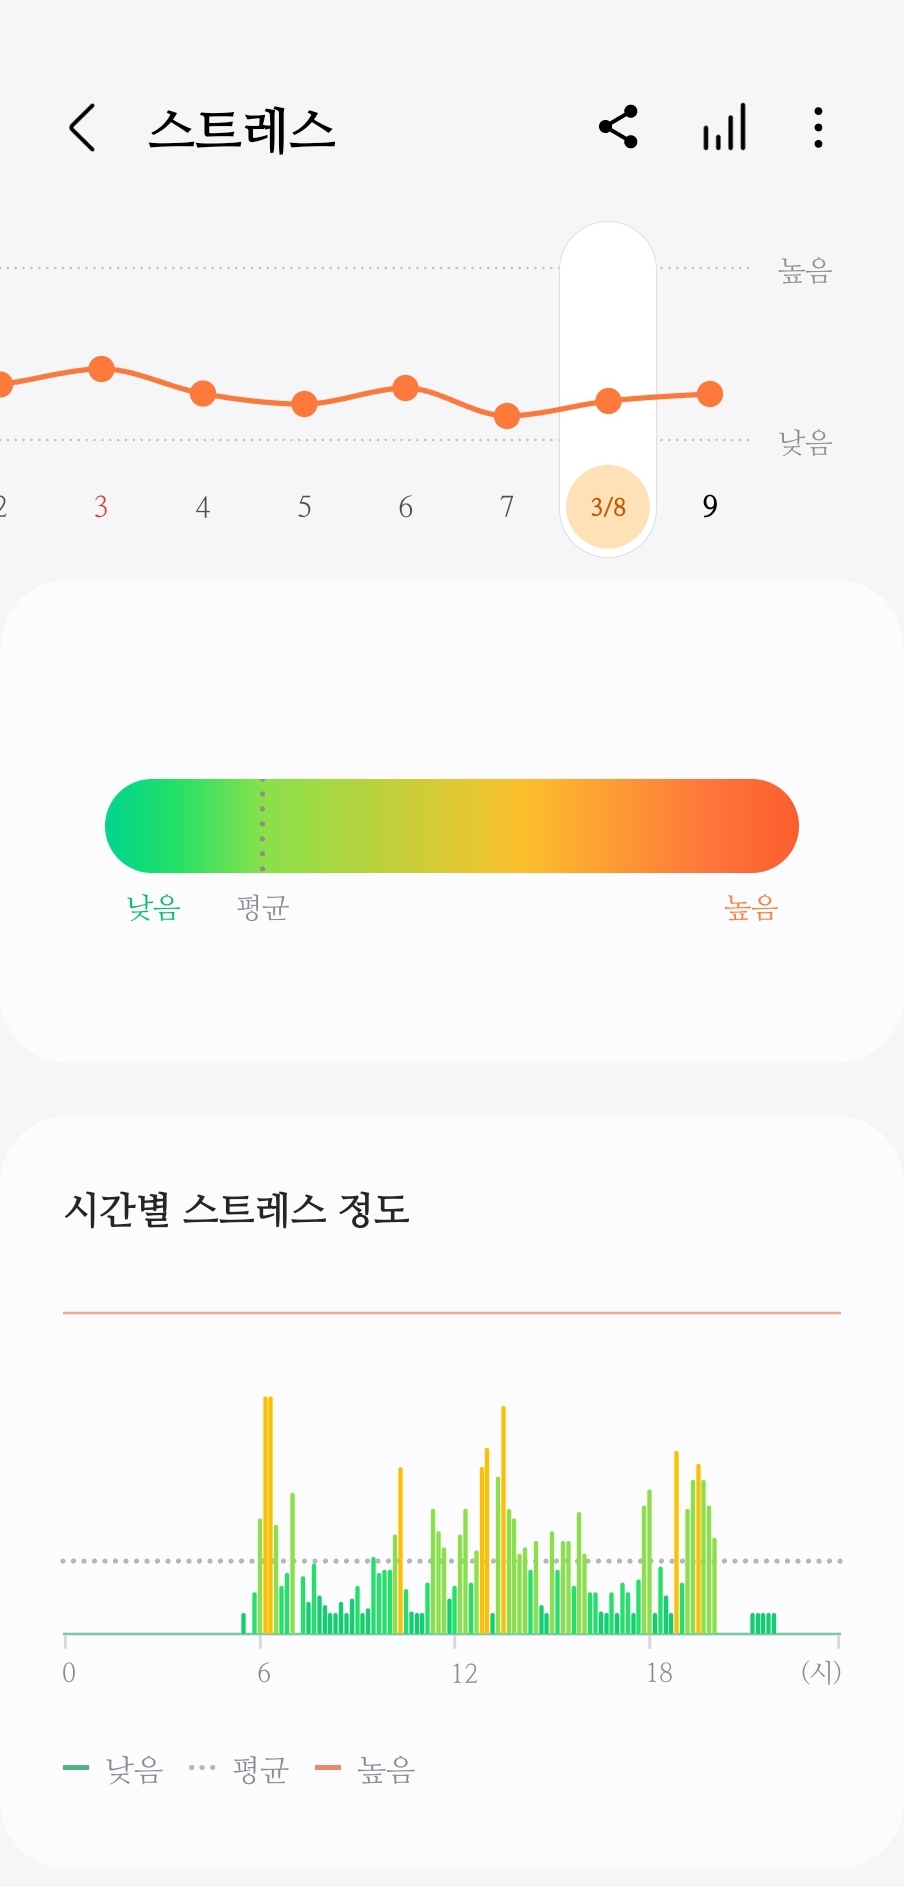 스트레스
높음
낮음
2 3 4 5 6 7 3/8 9
낮음 평균 높음
시간별 스트레스 정도
0 6 12 18 (시)
낮음 평균 높음